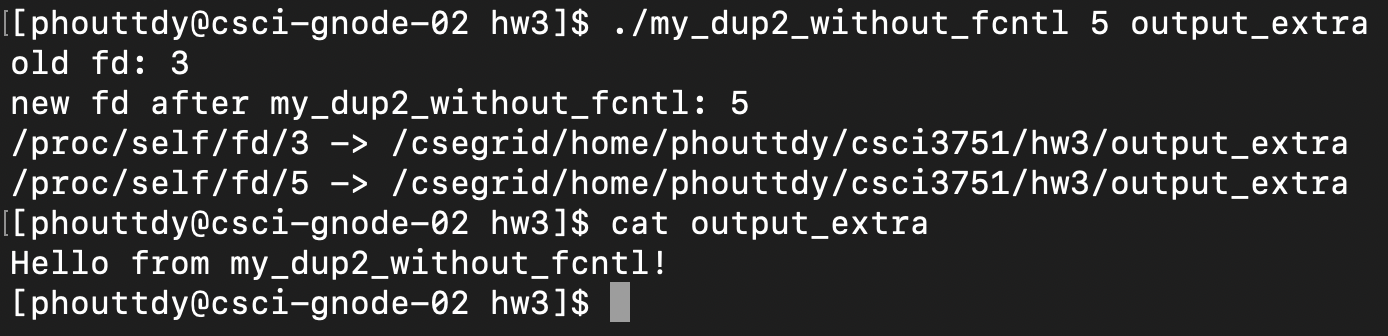 [[phouttdy@csci-gnode-02 hw3]$ ./my_dup2_without_fcntl 5 output_extra
old fd: 3
new fd after my_dup2_without_fcntl: 5
/proc/self/fd/3 -> /csegrid/home/phouttdy/csci3751/hw3/output_extra
/proc/self/fd/5 -> /csegrid/home/phouttdy/csci3751/hw3/output_extra
[[phouttdy@csci-gnode-02 hw3]$ cat output_extra
Hello from my_dup2_without_fcntl!
[phouttdy@csci-gnode-02 hw3]$